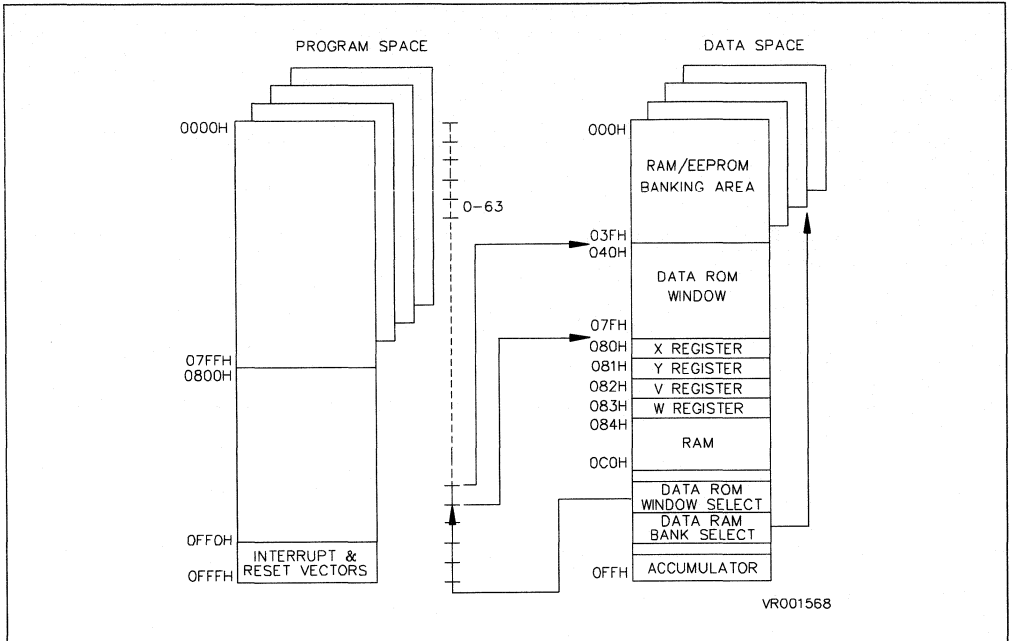 PROGRAM SPACE
0000H
07FFH
0800H
0FF0H
0FFFH
INTERRUPT &
RESET VECTORS
0-63
DATA SPACE
000H
RAM/EEPROM
BANKING AREA
03FH
040H
DATA ROM
WINDOW
07FH
080H
X REGISTER
081H
Y REGISTER
082H
V REGISTER
083H
W REGISTER
084H
RAM
0C0H
DATA ROM
WINDOW SELECT
DATA RAM
BANK SELECT
0FFH
ACCUMULATOR
VR001568